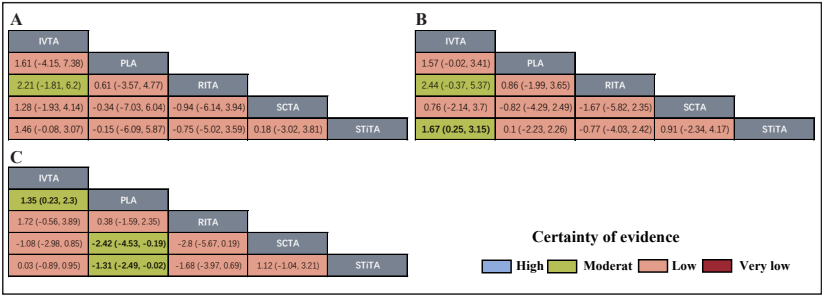 A
IVTA
1.61 (−4.15, 7.38) PLA
2.21 (−1.81, 6.2) 0.61 (−3.57, 4.77) RITA
1.28 (−1.93, 4.14) −0.34 (−7.03, 6.04) −0.94 (−6.14, 3.94) SCTA
1.46 (−0.08, 3.07) −0.15 (−6.09, 5.87) −0.75 (−5.02, 3.59) 0.18 (−3.02, 3.81) STiTA
B
IVTA
1.57 (−0.02, 3.41) PLA
2.44 (−0.37, 5.37) 0.86 (−1.99, 3.65) RITA
0.76 (−2.14, 3.7) −0.82 (−4.29, 2.49) −1.67 (−5.82, 2.35) SCTA
1.67 (0.25, 3.15) 0.1 (−2.23, 2.26) −0.77 (−4.03, 2.42) 0.91 (−2.34, 4.17) STiTA
C
IVTA
1.35 (0.23, 2.3) PLA
1.72 (−0.56, 3.89) 0.38 (−1.59, 2.35) RITA
−1.08 (−2.98, 0.85) −2.42 (−4.53, −0.19) −2.8 (−5.67, 0.19) SCTA
0.03 (−0.89, 0.95) −1.31 (−2.49, −0.02) −1.68 (−3.97, 0.69) 1.12 (−1.04, 3.21) STiTA
Certainty of evidence
High Moderat Low Very low